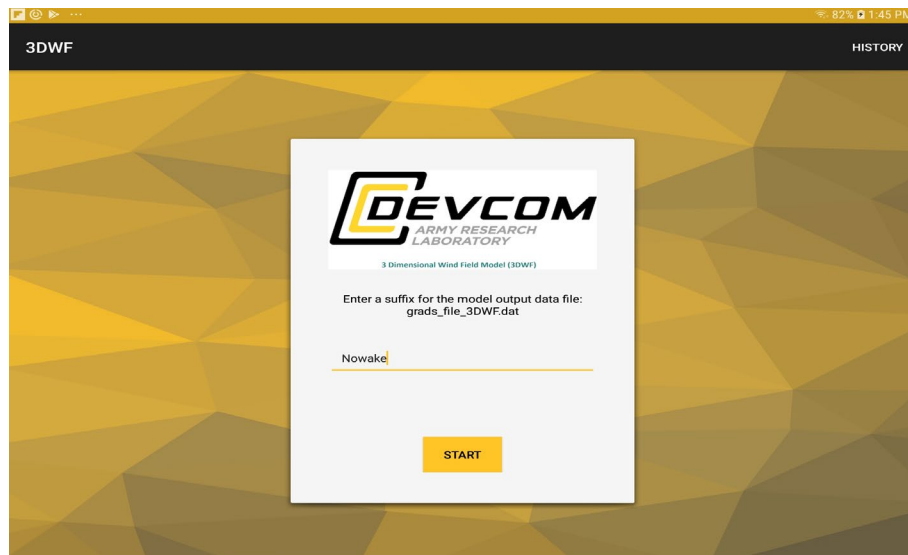 82% 1:45 PM
3DWF
HISTORY
DEVCOM
ARMY RESEARCH
LABORATORY
3 Dimensional Wind Field Model (3DWF)
Enter a suffix for the model output data file:
grads_file_3DWF.dat
Nowake
START